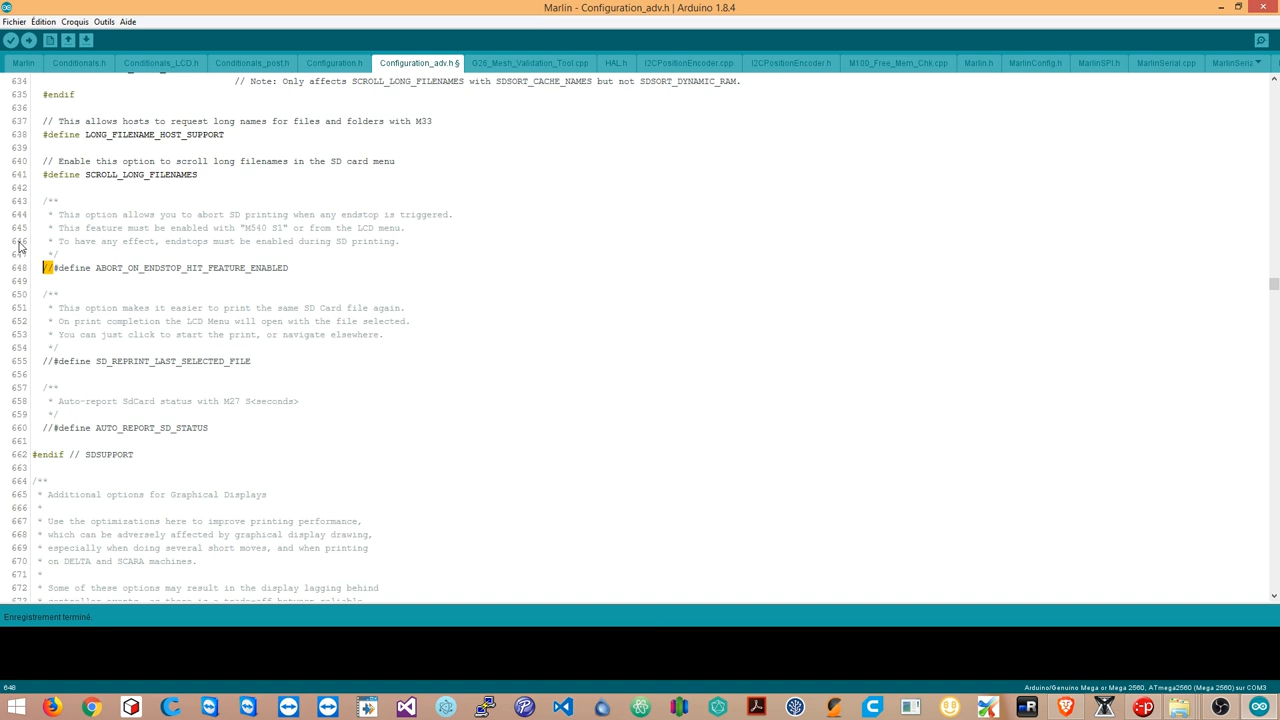 Marlin - Configuration_adv.h | Arduino 1.8.4
Fichier Édition Croquis Outils Aide
Marlin Conditionals.h Conditionals_LCD.h Conditionals_post.h Configuration.h Configuration_adv.h § G26_Mesh_Validation_Tool.cpp HAL.h I2CPositionEncoder.cpp I2CPositionEncoder.h M100_Free_Mem_Chk.cpp Marlin.h MarlinConfig.h MarlinSPI.h MarlinSerial.cpp MarlinSeria
634 // Note: Only affects SCROLL_LONG_FILENAMES with SDSORT_CACHE_NAMES but not SDSORT_DYNAMIC_RAM.
635 #endif
636
637 // This allows hosts to request long names for files and folders with M33
638 #define LONG_FILENAME_HOST_SUPPORT
639
640 // Enable this option to scroll long filenames in the SD card menu
641 #define SCROLL_LONG_FILENAMES
642
643 /**
644 * This option allows you to abort SD printing when any endstop is triggered.
645 * This feature must be enabled with "M540 S1" or from the LCD menu.
646 * To have any effect, endstops must be enabled during SD printing.
647 */
648 //#define ABORT_ON_ENDSTOP_HIT_FEATURE_ENABLED
649
650 /**
651 * This option makes it easier to print the same SD Card file again.
652 * On print completion the LCD Menu will open with the file selected.
653 * You can just click to start the print, or navigate elsewhere.
654 */
655 //#define SD_REPRINT_LAST_SELECTED_FILE
656
657 /**
658 * Auto-report SdCard status with M27 S<seconds>
659 */
660 //#define AUTO_REPORT_SD_STATUS
661
662 #endif // SDSUPPORT
663
664 /**
665 * Additional options for Graphical Displays
666 *
667 * Use the optimizations here to improve printing performance,
668 * which can be adversely affected by graphical display drawing,
669 * especially when doing several short moves, and when printing
670 * on DELTA and SCARA machines.
671 *
672 * Some of these options may result in the display lagging behind
Enregistrement terminé.
648 Arduino/Genuino Mega or Mega 2560, ATmega2560 (Mega 2560) sur COM3